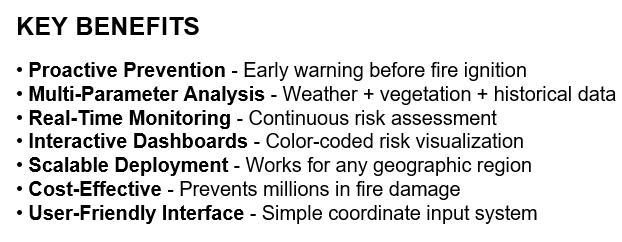 KEY BENEFITS
• Proactive Prevention - Early warning before fire ignition
• Multi-Parameter Analysis - Weather + vegetation + historical data
• Real-Time Monitoring - Continuous risk assessment
• Interactive Dashboards - Color-coded risk visualization
• Scalable Deployment - Works for any geographic region
• Cost-Effective - Prevents millions in fire damage
• User-Friendly Interface - Simple coordinate input system